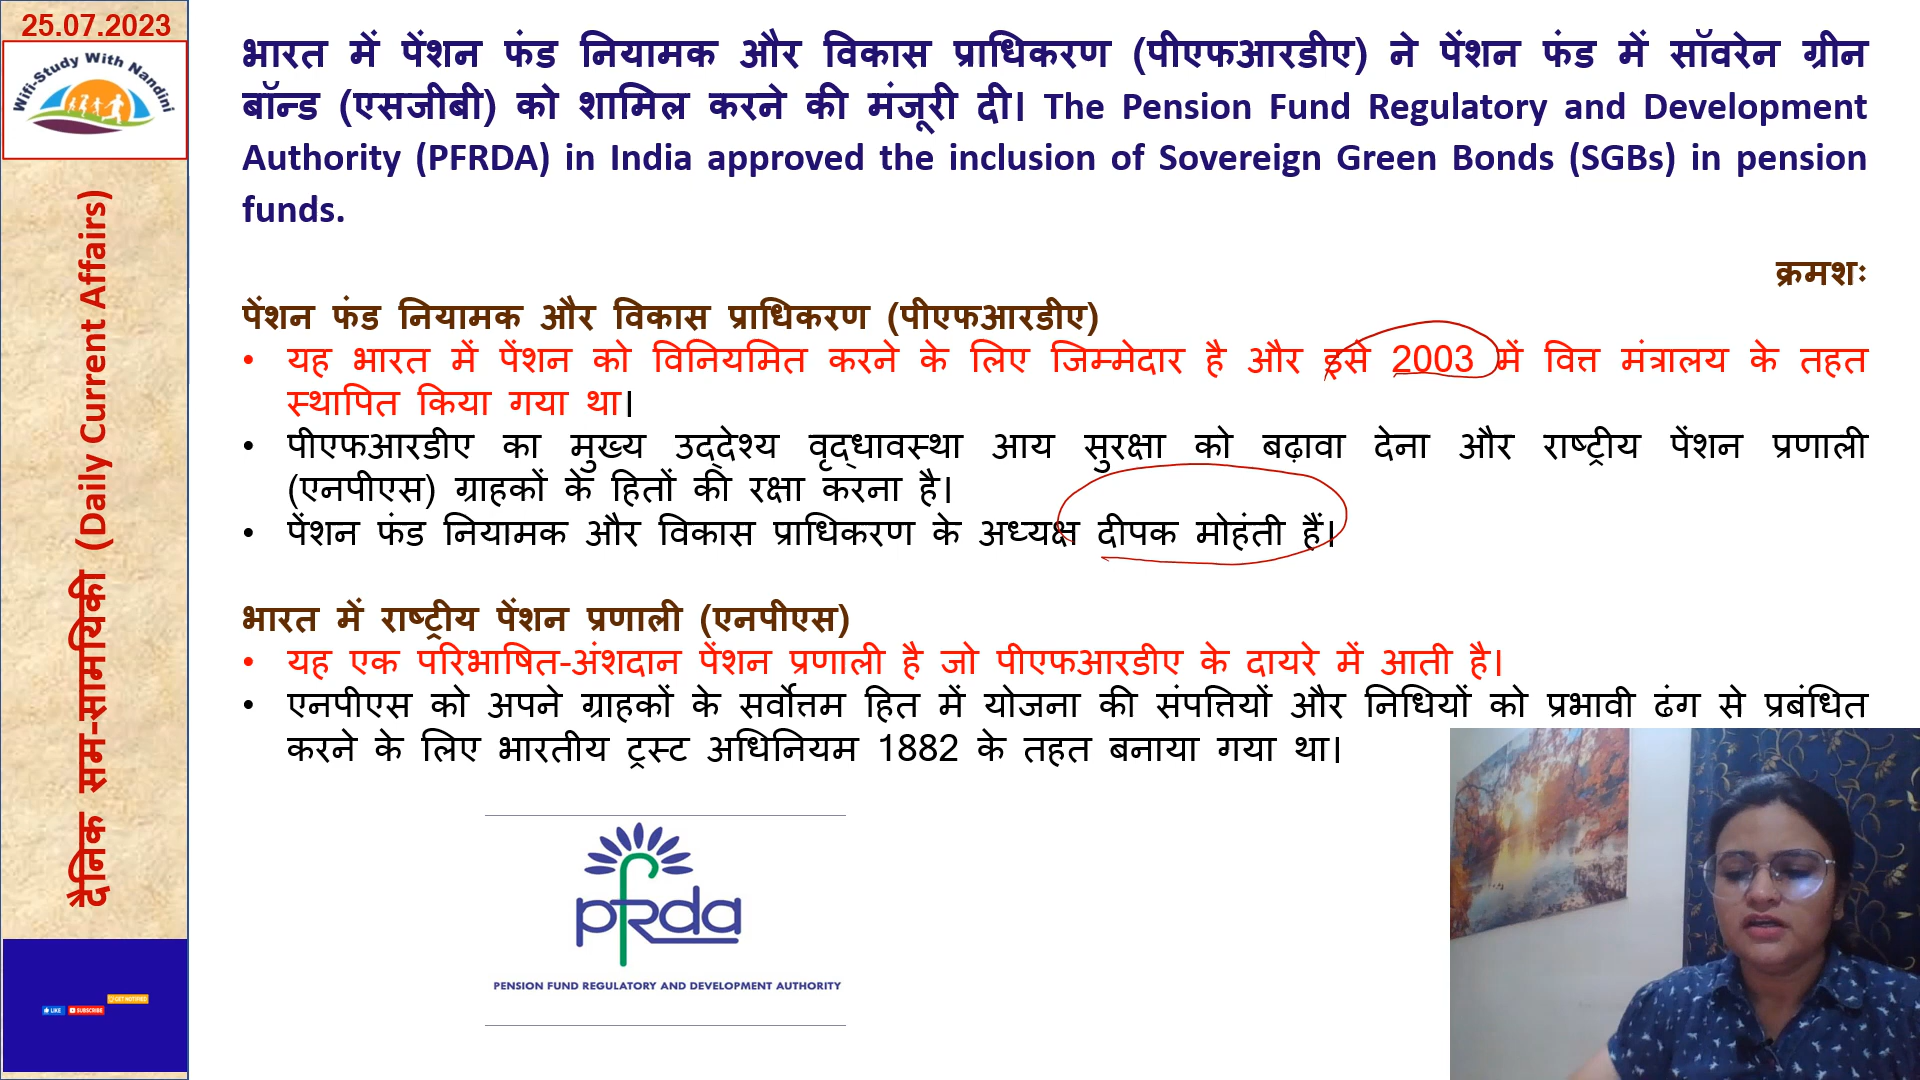 25.07.2023
Wifi-Study With Nandini
दैनिक सम-सामयिकी (Daily Current Affairs)
LIKE
SUBSCRIBE
GET NOTIFIED
भारत में पेंशन फंड नियामक और विकास प्राधिकरण (पीएफआरडीए) ने पेंशन फंड में सॉवरेन ग्रीन
बॉन्ड (एसजीबी) को शामिल करने की मंजूरी दी। The Pension Fund Regulatory and Development
Authority (PFRDA) in India approved the inclusion of Sovereign Green Bonds (SGBs) in pension
funds.
क्रमशः
पेंशन फंड नियामक और विकास प्राधिकरण (पीएफआरडीए)
• यह भारत में पेंशन को विनियमित करने के लिए जिम्मेदार है और इसे 2003 में वित्त मंत्रालय के तहत
स्थापित किया गया था।
• पीएफआरडीए का मुख्य उद्देश्य वृद्धावस्था आय सुरक्षा को बढ़ावा देना और राष्ट्रीय पेंशन प्रणाली
(एनपीएस) ग्राहकों के हितों की रक्षा करना है।
• पेंशन फंड नियामक और विकास प्राधिकरण के अध्यक्ष दीपक मोहंती हैं।
भारत में राष्ट्रीय पेंशन प्रणाली (एनपीएस)
• यह एक परिभाषित-अंशदान पेंशन प्रणाली है जो पीएफआरडीए के दायरे में आती है।
• एनपीएस को अपने ग्राहकों के सर्वोत्तम हित में योजना की संपत्तियों और निधियों को प्रभावी ढंग से प्रबंधित
करने के लिए भारतीय ट्रस्ट अधिनियम 1882 के तहत बनाया गया था।
pfrda
PENSION FUND REGULATORY AND DEVELOPMENT AUTHORITY